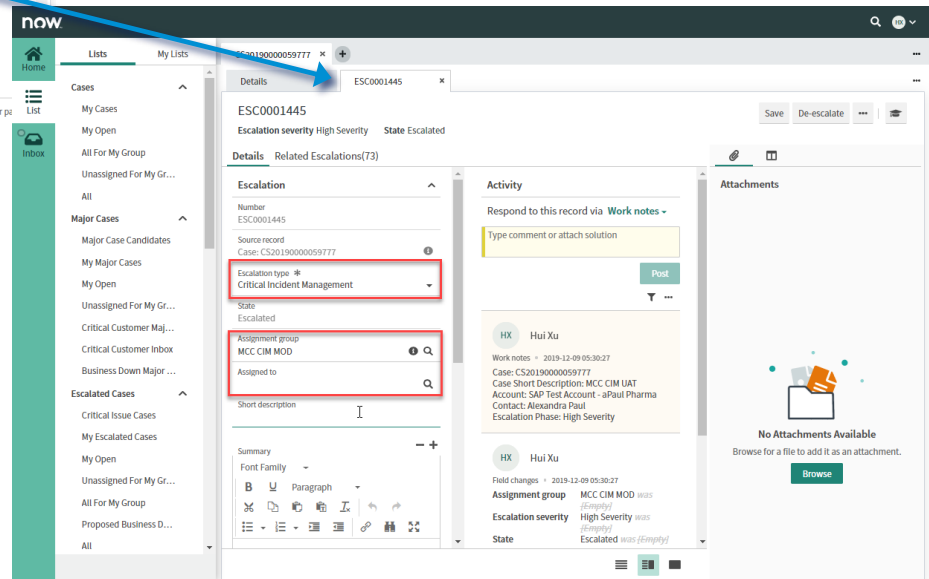 now.
HX
Home
List
Inbox
Lists
My Lists
Cases
My Cases
My Open
All For My Group
Unassigned For My Gr...
All
Major Cases
Major Case Candidates
My Major Cases
My Open
Unassigned For My Gr...
Critical Customer Maj...
Critical Customer Inbox
Business Down Major ...
Escalated Cases
Critical Issue Cases
My Escalated Cases
My Open
Unassigned For My Gr...
All For My Group
Proposed Business D...
All
CS20190000059777 × +
Details
ESC0001445 ×
ESC0001445
Escalation severity High Severity State Escalated
Save
De-escalate
Details Related Escalations(73)
Escalation
Number
ESC0001445
Source record
Case: CS20190000059777
Escalation type *
Critical Incident Management
State
Escalated
Assignment group
MCC CIM MOD
Assigned to
Short description
Summary
Font Family
B U Paragraph
Activity
Respond to this record via Work notes
Type comment or attach solution
Post
HX Hui Xu
Work notes • 2019-12-09 05:30:27
Case: CS20190000059777
Case Short Description: MCC CIM UAT
Account: SAP Test Account - aPaul Pharma
Contact: Alexandra Paul
Escalation Phase: High Severity
HX Hui Xu
Field changes • 2019-12-09 05:30:27
Assignment group MCC CIM MOD was
[Empty]
Escalation severity High Severity was
[Empty]
State Escalated was [Empty]
Attachments
No Attachments Available
Browse for a file to add it as an attachment.
Browse